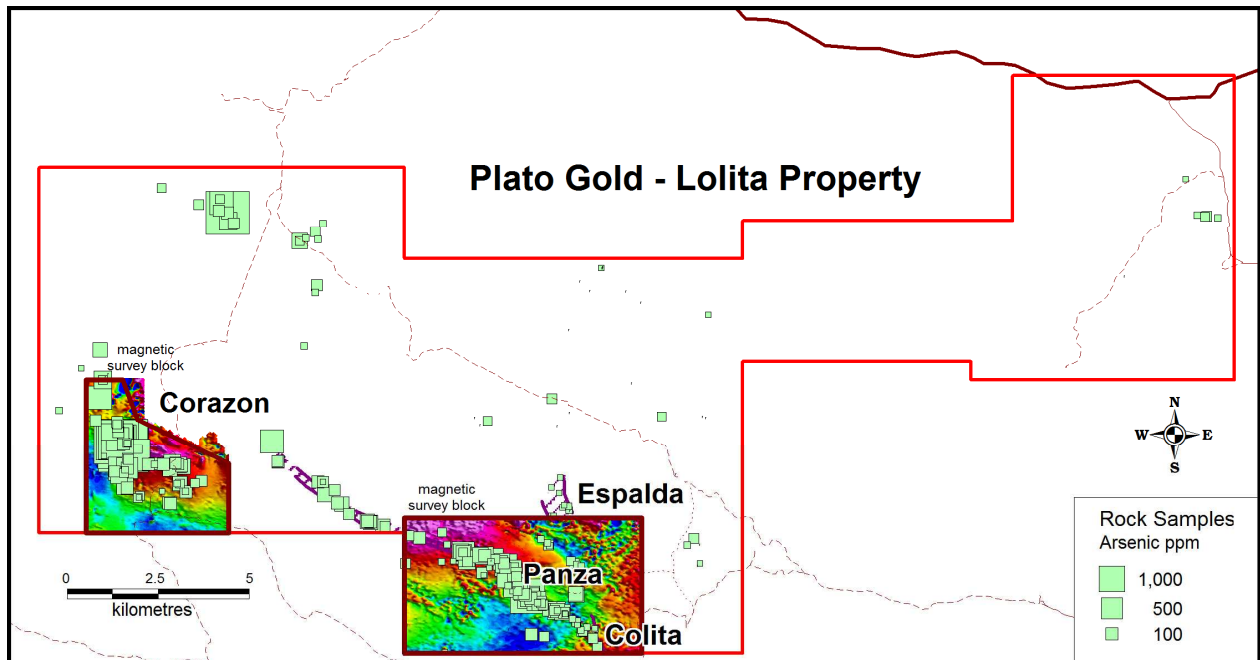 Plato Gold - Lolita Property
magnetic
survey block
Corazon
N
W E
S
magnetic
survey block
Espalda
Rock Samples
Arsenic ppm
1,000
500
100
Panza
Colita
0 2.5 5
kilometres